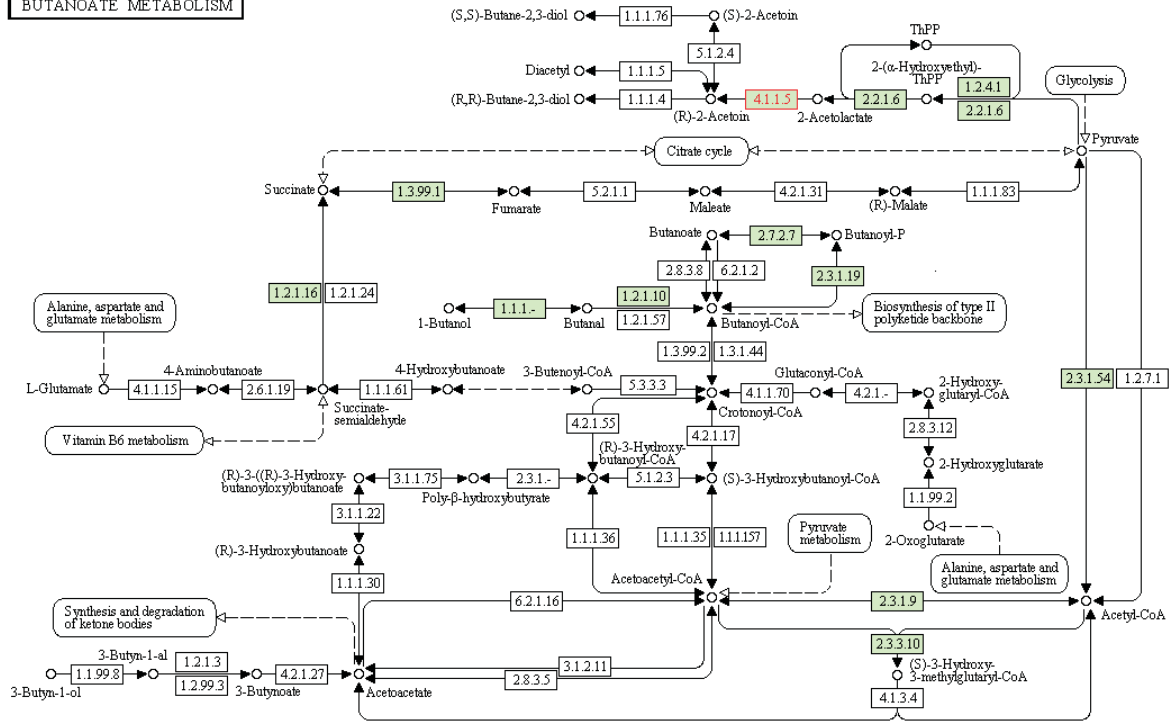 BUTANOATE METABOLISM
(S,S)-Butane-2,3-diol
1.1.1.76
(S)-2-Acetoin
5.1.2.4
ThPP
2-(α-Hydroxyethyl)-
ThPP
Diacetyl
1.1.1.5
(R,R)-Butane-2,3-diol
1.1.1.4
(R)-2-Acetoin
4.1.1.5
2-Acetolactate
2.2.1.6
1.2.4.1
2.2.1.6
Glycolysis
Pyruvate
Citrate cycle
Succinate
1.3.99.1
Fumarate
5.2.1.1
Maleate
4.2.1.31
(R)-Malate
1.1.1.83
Butanoate
2.7.2.7
Butanoyl-P
2.8.3.8
6.2.1.2
2.3.1.19
1.2.1.16
1.2.1.24
Alanine, aspartate and
glutamate metabolism
1-Butanol
1.1.1.-
Butanal
1.2.1.10
1.2.1.57
Butanoyl-CoA
Biosynthesis of type II
polyketide backbone
1.3.99.2
1.3.1.44
L-Glutamate
4.1.1.15
4-Aminobutanoate
2.6.1.19
Succinate-
semialdehyde
1.1.1.61
4-Hydroxybutanoate
3-Butenoyl-CoA
5.3.3.3
Crotonoyl-CoA
4.1.1.70
Glutaconyl-CoA
4.2.1.-
2-Hydroxy-
glutaryl-CoA
2.3.1.54
1.2.7.1
Vitamin B6 metabolism
4.2.1.55
4.2.1.17
2.8.3.12
(R)-3-Hydroxy-
butanoyl-CoA
2-Hydroxyglutarate
(R)-3-((R)-3-Hydroxy-
butanoyloxy)butanoate
3.1.1.75
Poly-β-hydroxybutyrate
2.3.1.-
5.1.2.3
(S)-3-Hydroxybutanoyl-CoA
1.1.99.2
3.1.1.22
2-Oxoglutarate
(R)-3-Hydroxybutanoate
1.1.1.36
1.1.1.35
1.1.1.157
Pyruvate
metabolism
Alanine, aspartate and
glutamate metabolism
1.1.1.30
Acetoacetyl-CoA
Synthesis and degradation
of ketone bodies
6.2.1.16
2.3.1.9
Acetyl-CoA
2.3.3.10
3-Butyn-1-ol
1.1.99.8
3-Butyn-1-al
1.2.1.3
1.2.99.3
3-Butynoate
4.2.1.27
Acetoacetate
3.1.2.11
2.8.3.5
(S)-3-Hydroxy-
3-methylglutaryl-CoA
4.1.3.4